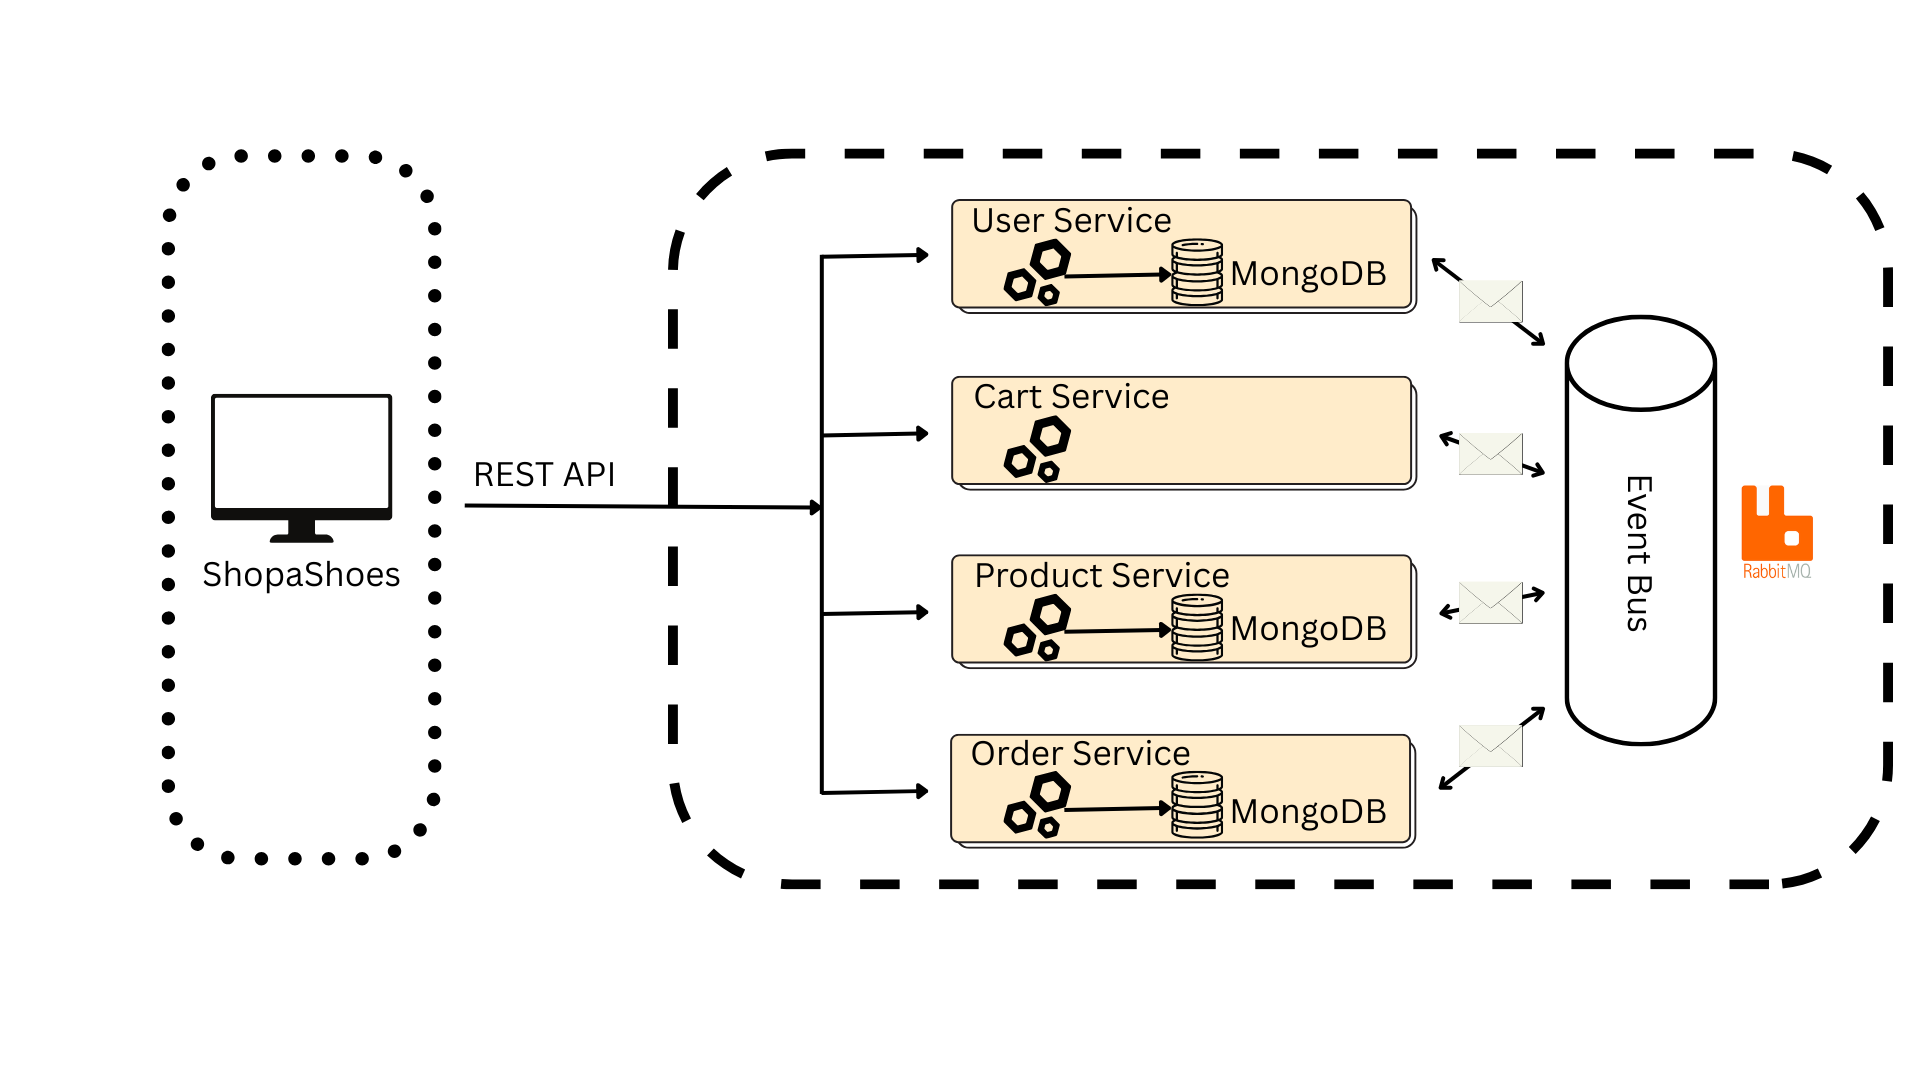 ShopaShoes
REST API
User Service
MongoDB
Cart Service
Product Service
MongoDB
Order Service
MongoDB
Event Bus
RabbitMQ